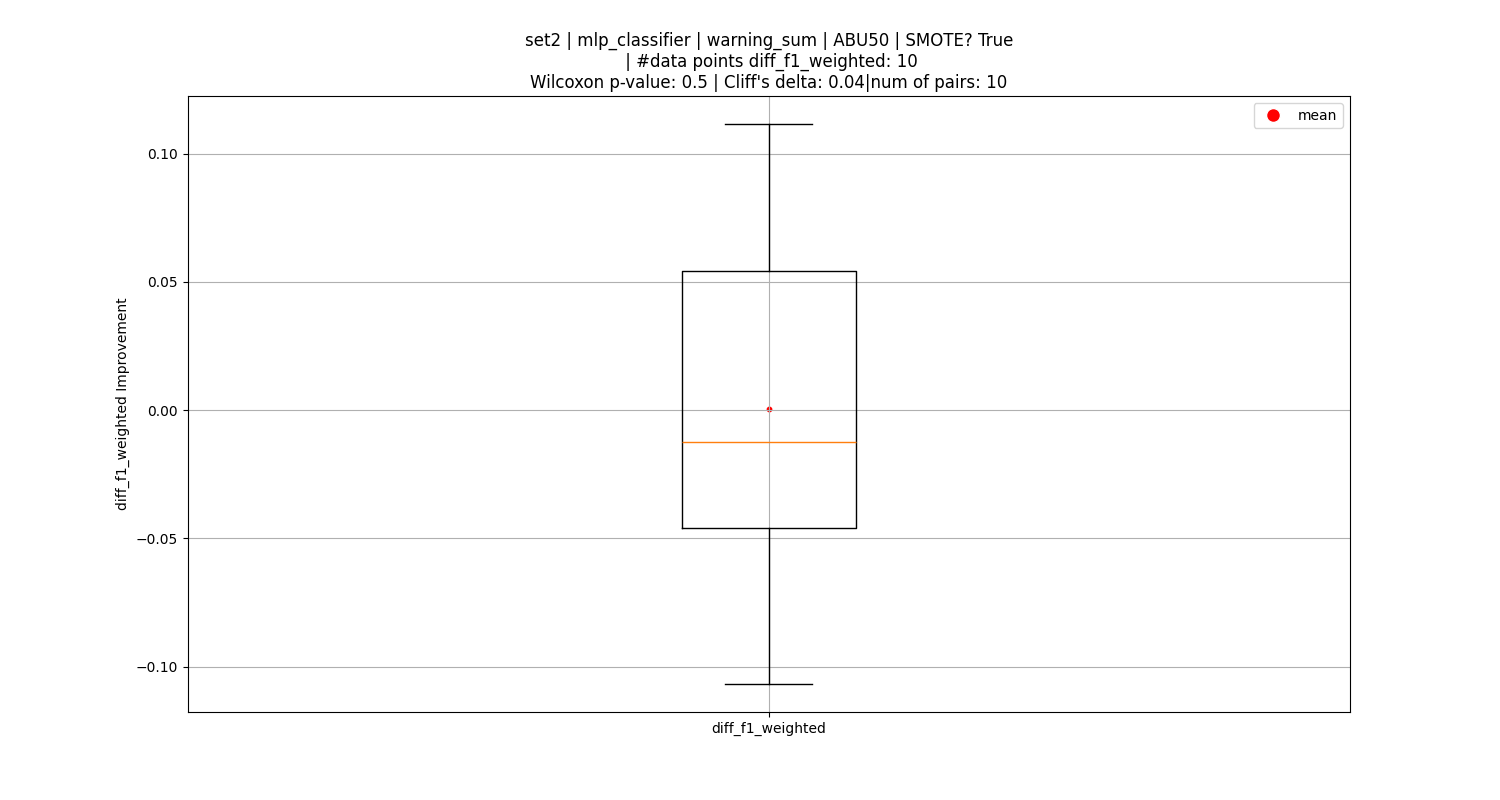 set2 | mlp_classifier | warning_sum | ABU50 | SMOTE? True
| #data points diff_f1_weighted: 10
Wilcoxon p-value: 0.5 | Cliff's delta: 0.04|num of pairs: 10
mean
0.10
0.05
0.00
−0.05
−0.10
diff_f1_weighted Improvement
diff_f1_weighted